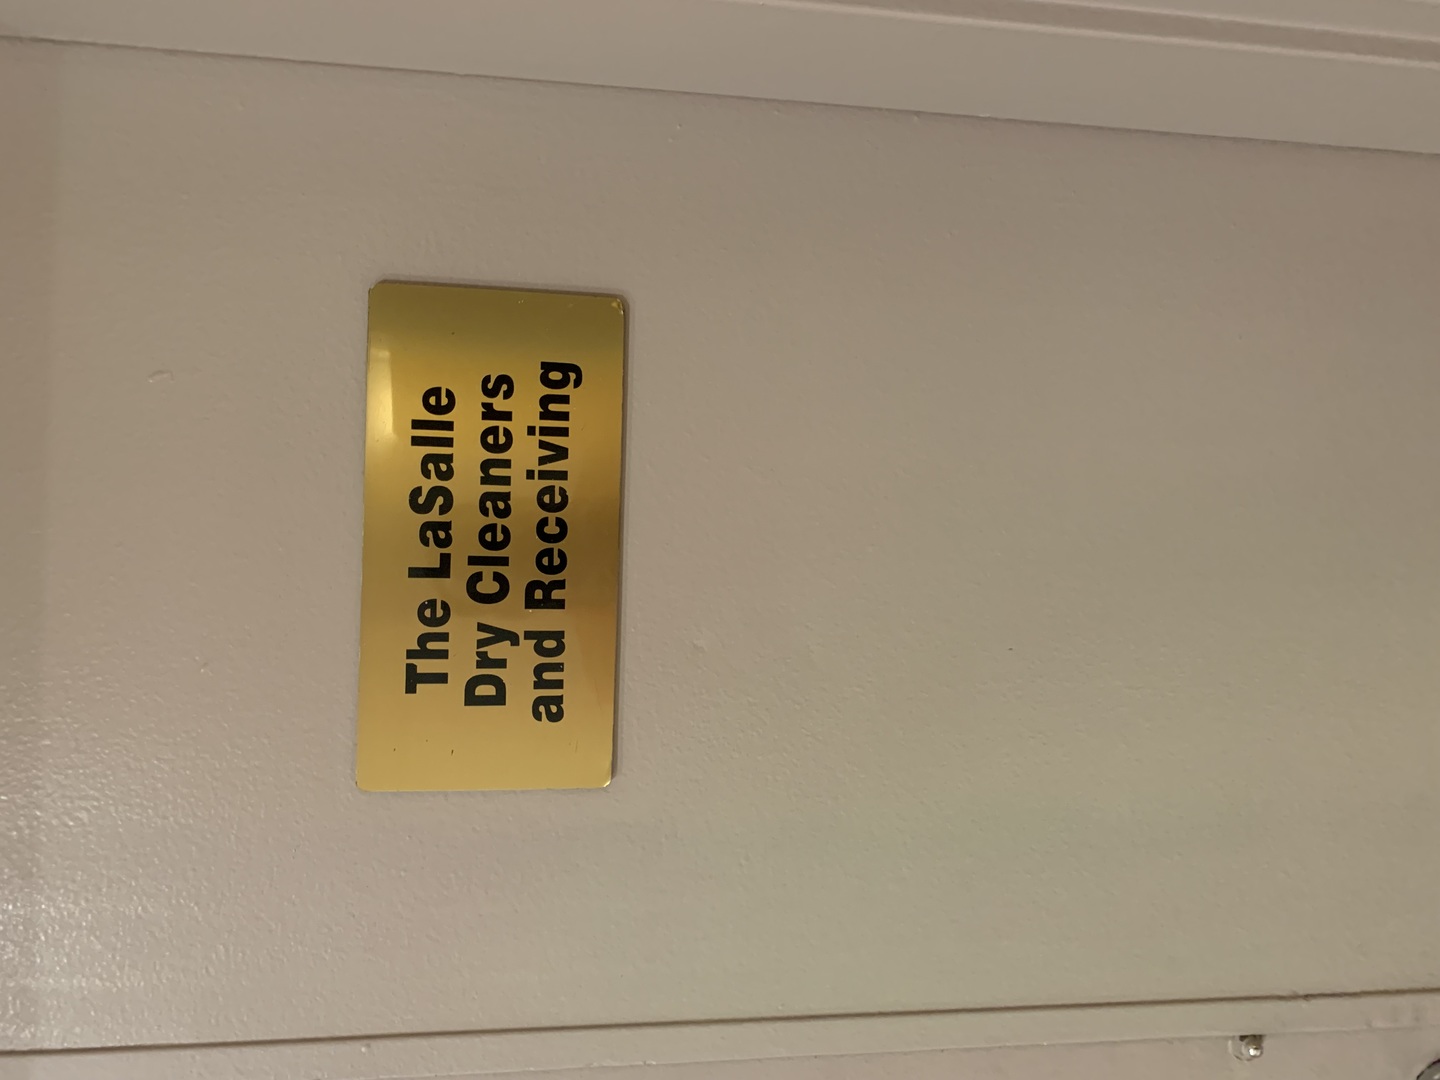 The LaSalle
Dry Cleaners
and Receiving